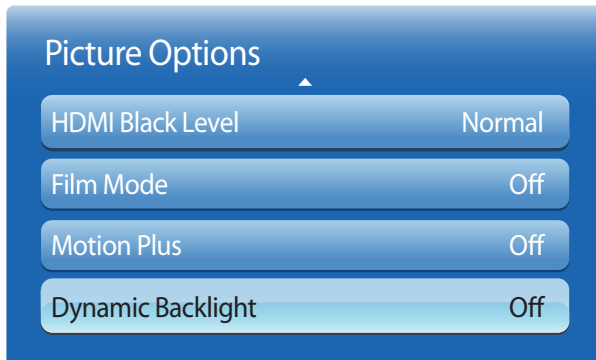 Picture Options
HDMI Black Level Normal
Film Mode Off
Motion Plus Off
Dynamic Backlight Off